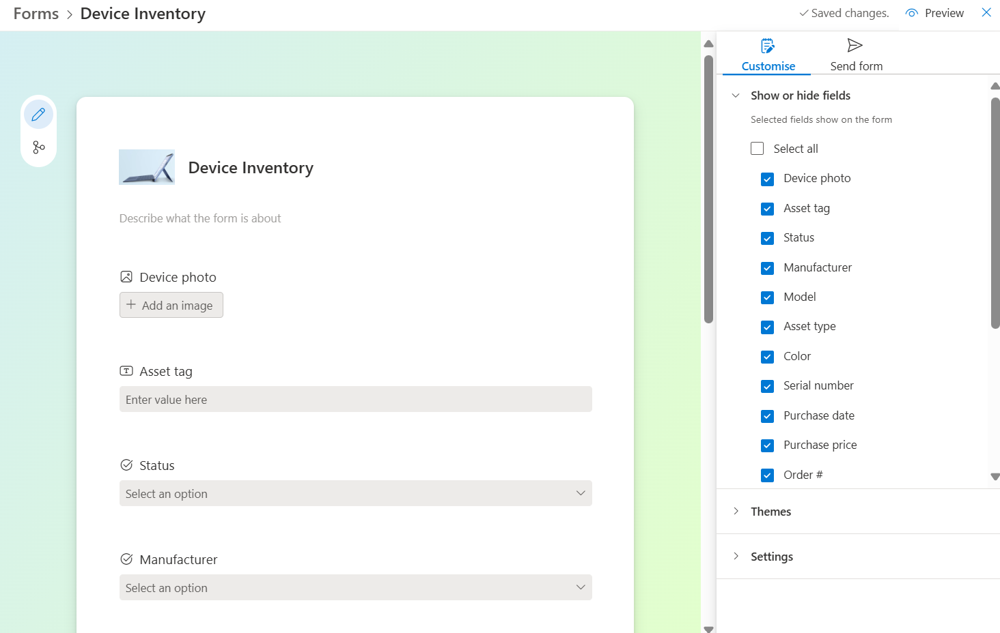 Forms > Device Inventory
Saved changes.
Preview
Customise
Send form
Device Inventory
Describe what the form is about
Device photo
+ Add an image
Asset tag
Enter value here
Status
Select an option
Manufacturer
Select an option
Show or hide fields
Selected fields show on the form
Select all
Device photo
Asset tag
Status
Manufacturer
Model
Asset type
Color
Serial number
Purchase date
Purchase price
Order #
Themes
Settings